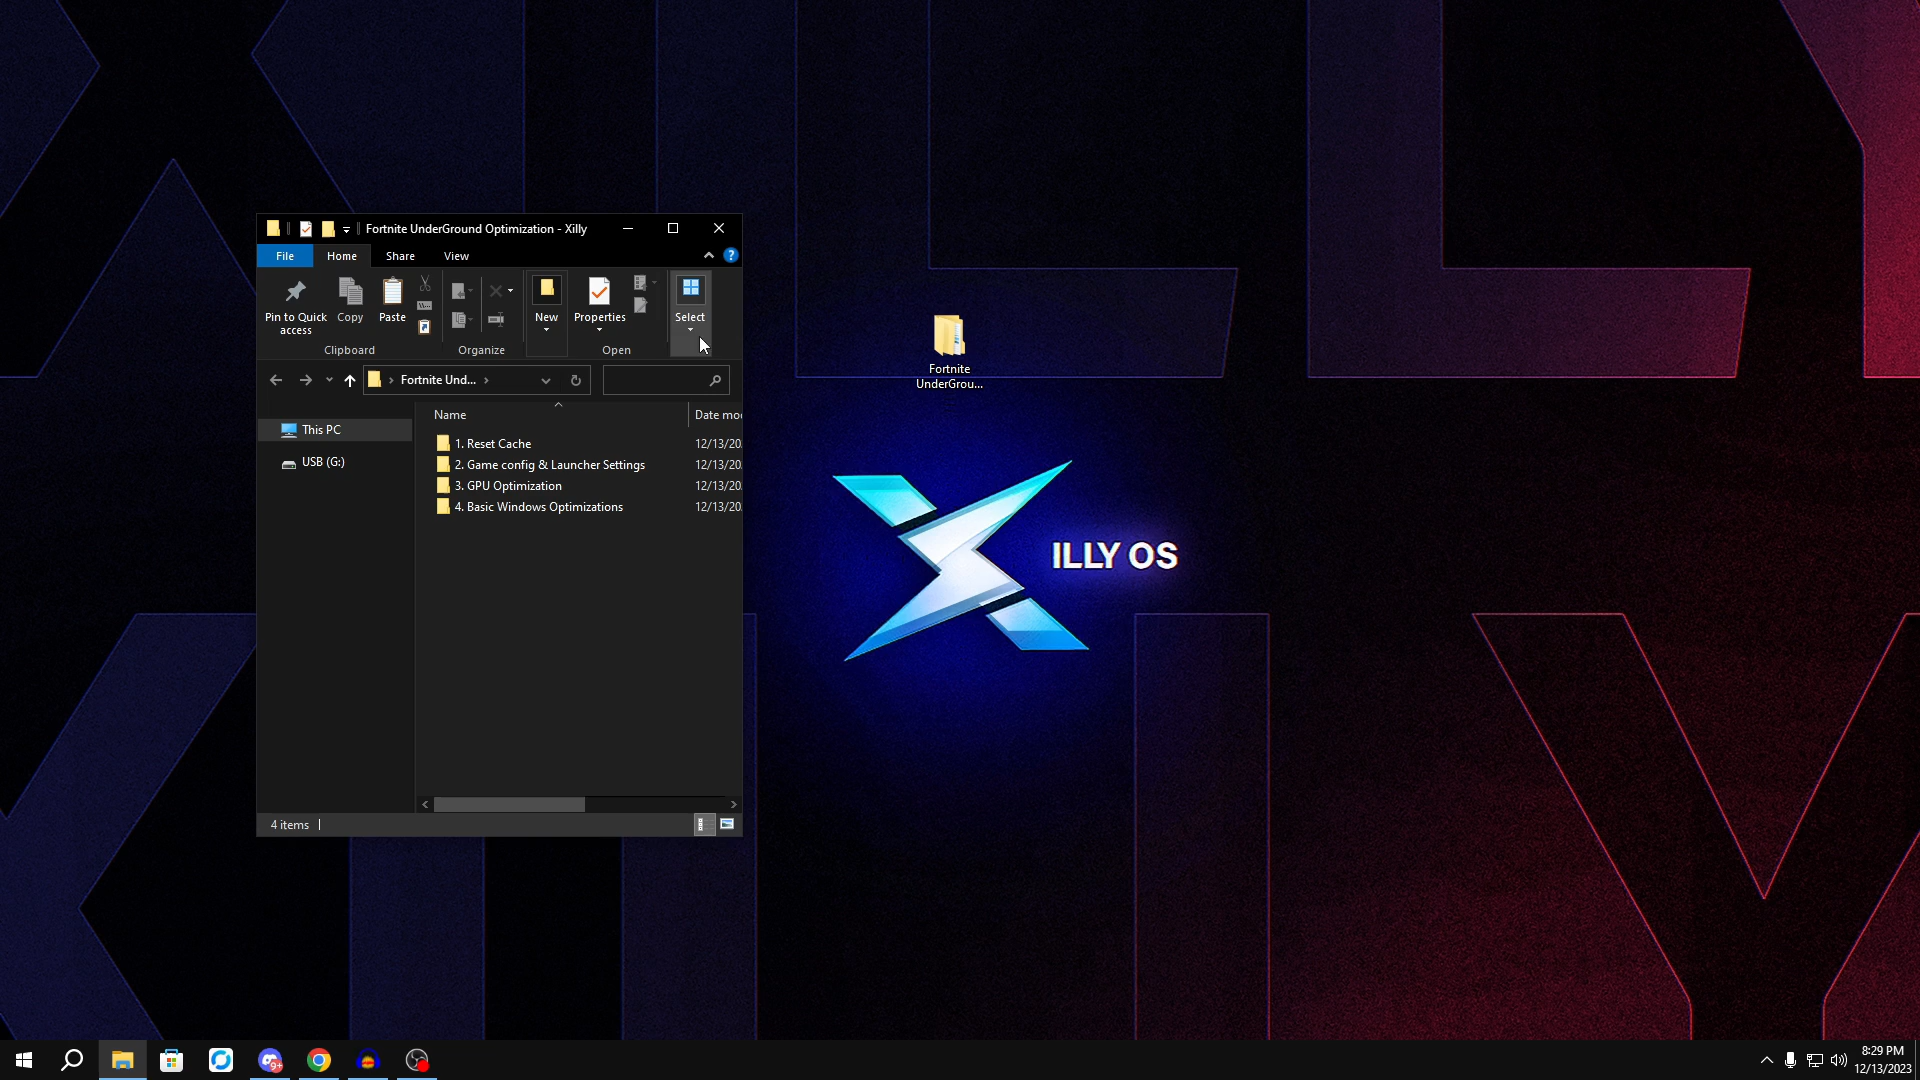 Fortnite UnderGround Optimization - Xilly
File Home Share View
Pin to Quick access
Copy
Paste
Clipboard
Organize
New
Properties
Open
Select
Fortnite Und...
Name
Date mo
This PC
USB (G:)
1. Reset Cache 12/13/20
2. Game config & Launcher Settings 12/13/20
3. GPU Optimization 12/13/20
4. Basic Windows Optimizations 12/13/20
4 items
Fortnite
UnderGrou...
ILLY OS
9+
8:29 PM
12/13/2023